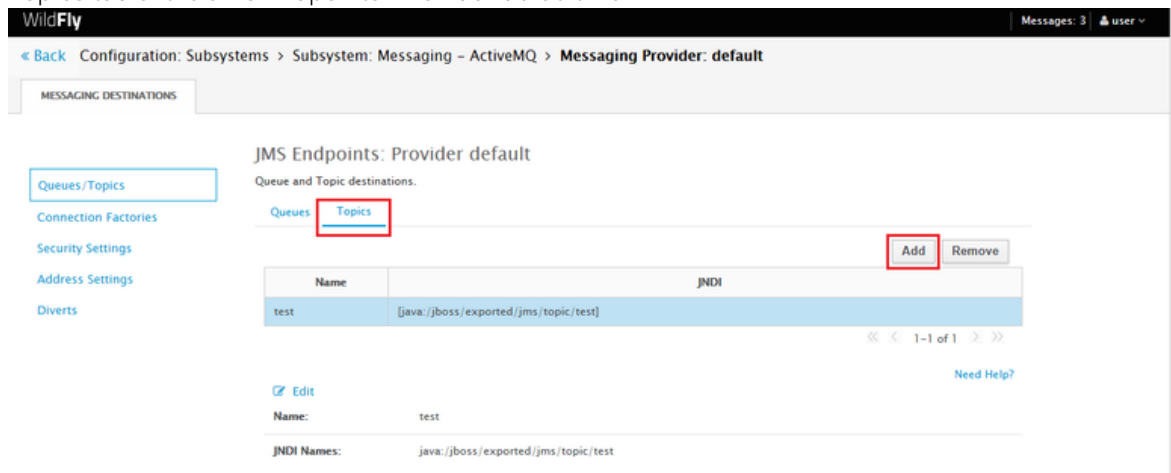 WildFly
Messages: 3 user
« Back Configuration: Subsystems > Subsystem: Messaging - ActiveMQ > Messaging Provider: default
MESSAGING DESTINATIONS
JMS Endpoints: Provider default
Queues/Topics
Queue and Topic destinations.
Connection Factories
Queues Topics
Security Settings
Add Remove
Address Settings
Name JNDI
Diverts
test [java:/jboss/exported/jms/topic/test]
« < 1-1 of 1 > »
Need Help?
Edit
Name: test
JNDI Names: java:/jboss/exported/jms/topic/test